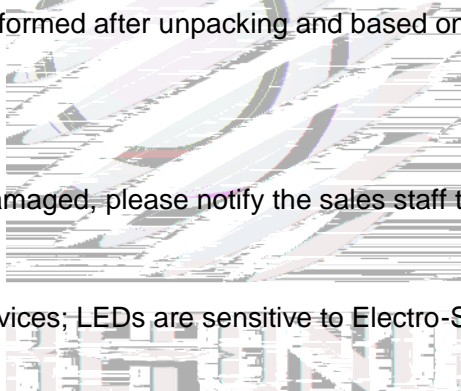 formed after unpacking and based on
amaged, please notify the sales staff t
vices; LEDs are sensitive to Electro-S